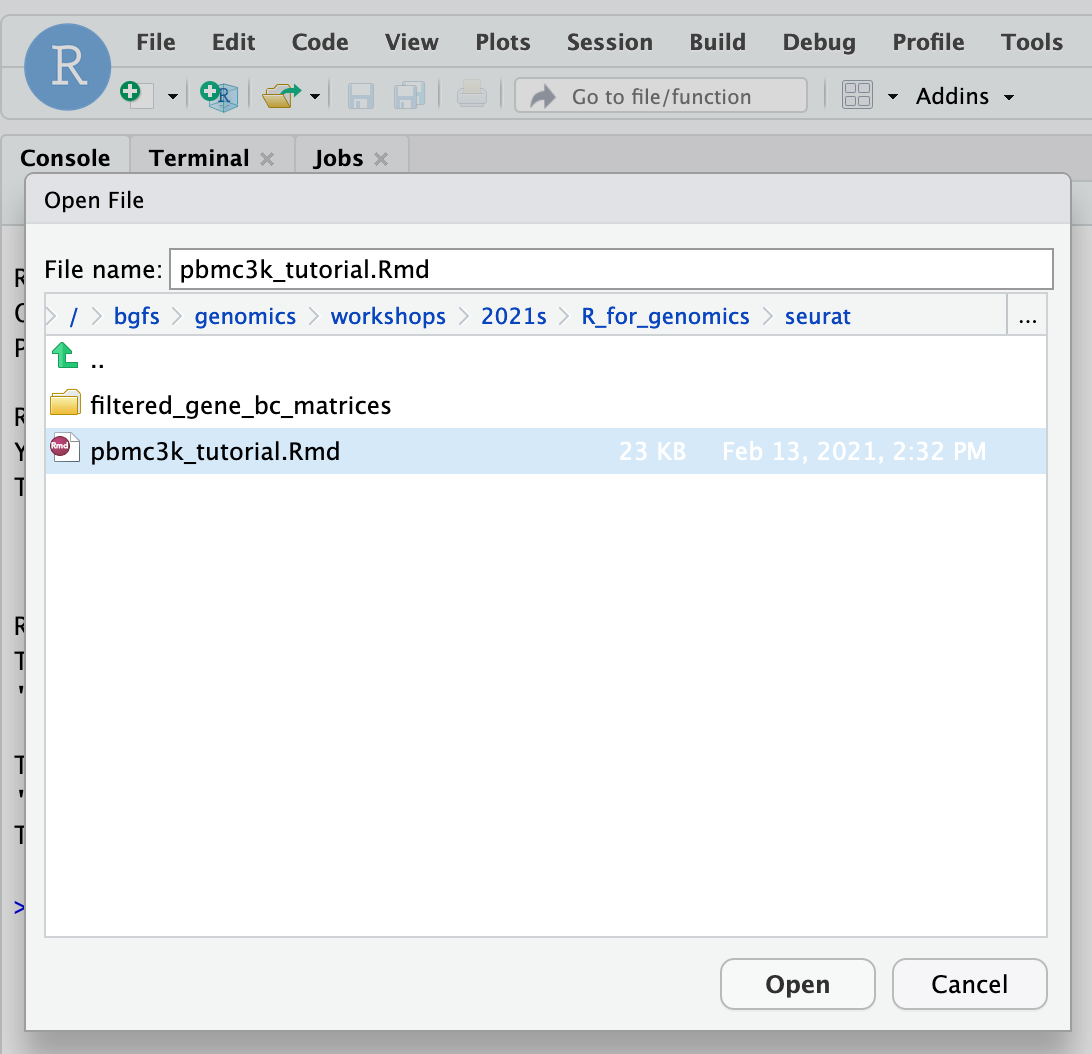 R File Edit Code View Plots Session Build Debug Profile Tools
R Go to file/function Addins
Console Terminal × Jobs ×
Open File
File name: pbmc3k_tutorial.Rmd
/ bgfs genomics workshops 2021s R_for_genomics seurat ...
..
filtered_gene_bc_matrices
Rmd pbmc3k_tutorial.Rmd 23 KB Feb 13, 2021, 2:32 PM
>
Open Cancel